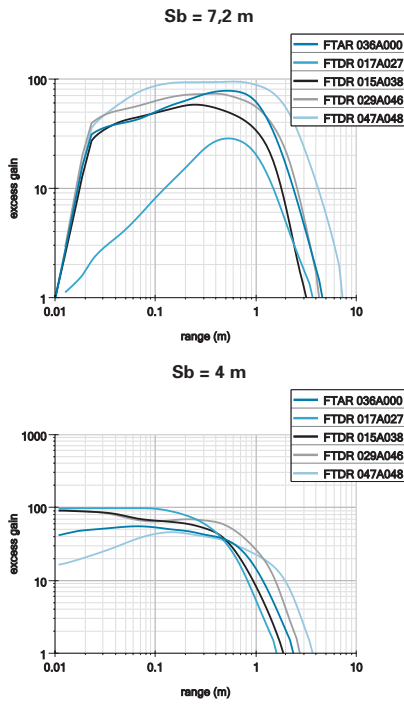 Sb = 7,2 m
FTAR 036A000
FTDR 017A027
FTDR 015A038
FTDR 029A046
FTDR 047A048
100
10
1
excess gain
0.01
0.1
1
10
range (m)
Sb = 4 m
FTAR 036A000
FTDR 017A027
FTDR 015A038
FTDR 029A046
FTDR 047A048
1000
100
10
1
excess gain
0.01
0.1
1
10
range (m)